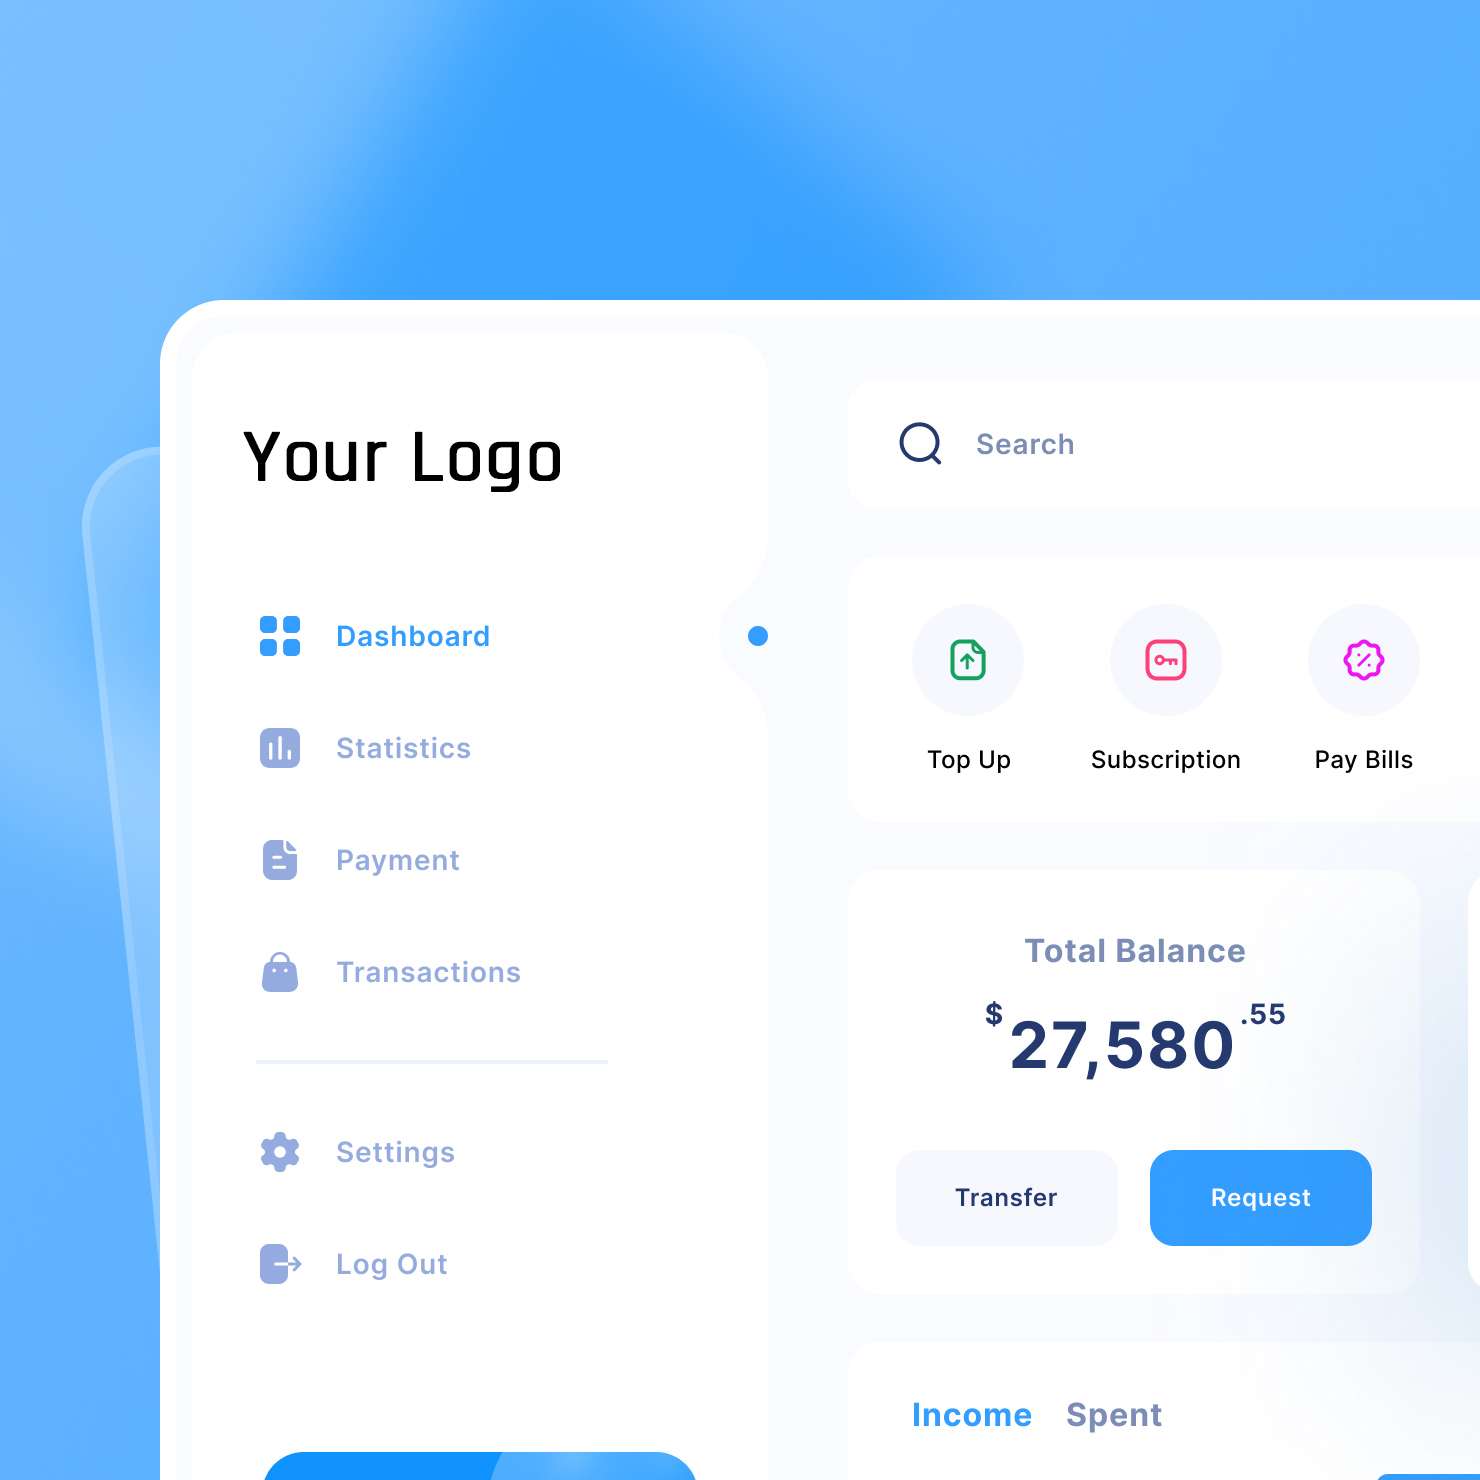 Your Logo
Dashboard
Statistics
Payment
Transactions
Settings
Log Out
Search
Top Up
Subscription
Pay Bills
Total Balance
$27,580.55
Transfer
Request
Income
Spent